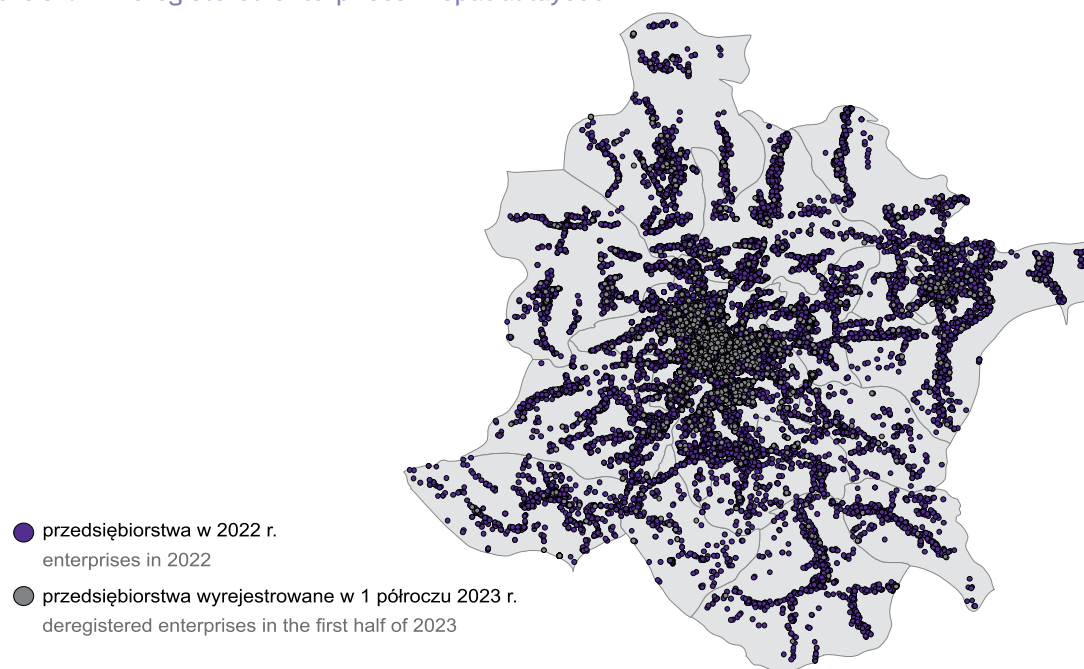 przedsiębiorstwa w 2022 r.
enterprises in 2022
przedsiębiorstwa wyrejestrowane w 1 półroczu 2023 r.
deregistered enterprises in the first half of 2023